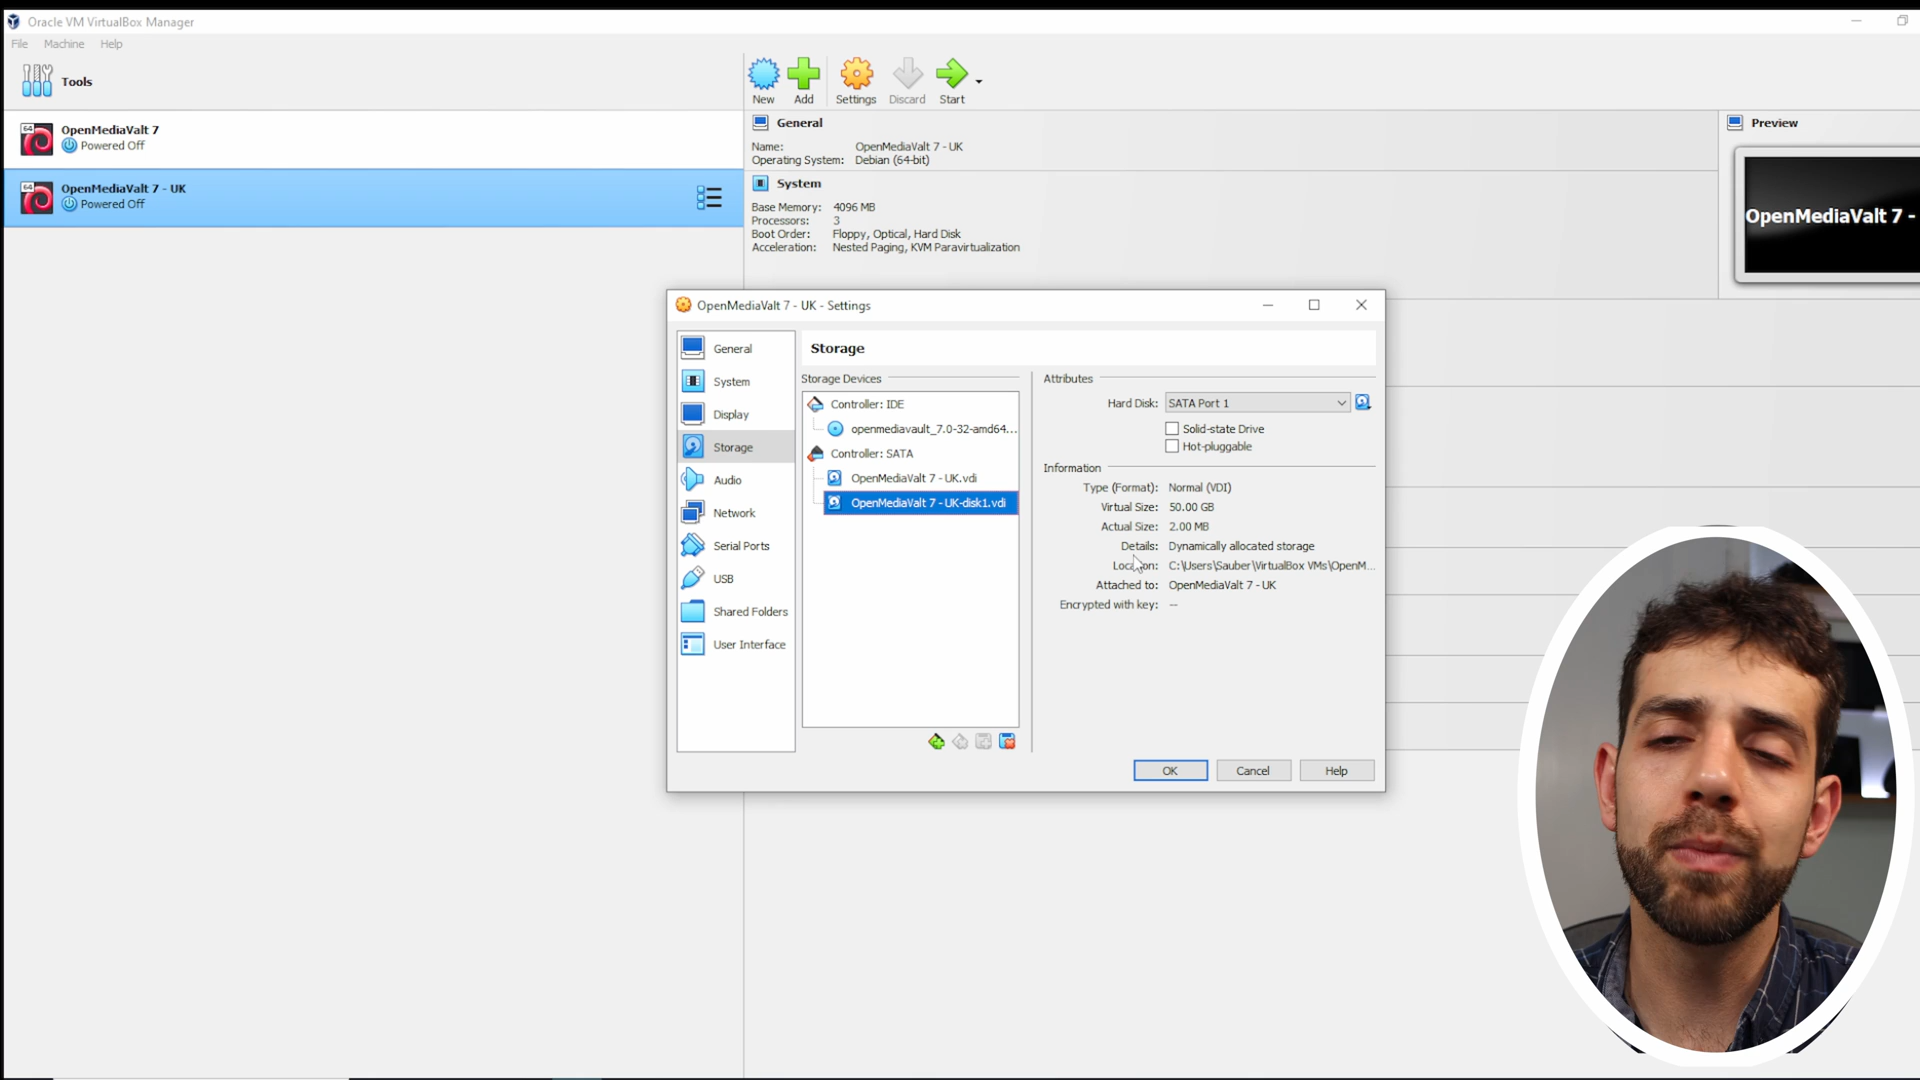 Oracle VM VirtualBox Manager
File Machine Help
Tools
New Add Settings Discard Start
64
OpenMediaValt 7
Powered Off
64
OpenMediaValt 7 - UK
Powered Off
General
Name: OpenMediaValt 7 - UK
Operating System: Debian (64-bit)
System
Base Memory: 4096 MB
Processors: 3
Boot Order: Floppy, Optical, Hard Disk
Acceleration: Nested Paging, KVM Paravirtualization
Preview
OpenMediaValt 7 -
OpenMediaValt 7 - UK - Settings
General
System
Display
Storage
Audio
Network
Serial Ports
USB
Shared Folders
User Interface
Storage
Storage Devices
Controller: IDE
openmediavault_7.0-32-amd64...
Controller: SATA
OpenMediaValt 7 - UK.vdi
OpenMediaValt 7 - UK-disk1.vdi
Attributes
Hard Disk: SATA Port 1
Solid-state Drive
Hot-pluggable
Information
Type (Format): Normal (VDI)
Virtual Size: 50.00 GB
Actual Size: 2.00 MB
Details: Dynamically allocated storage
Location: C:\Users\Sauber\VirtualBox VMs\OpenM...
Attached to: OpenMediaValt 7 - UK
Encrypted with key: --
OK Cancel Help